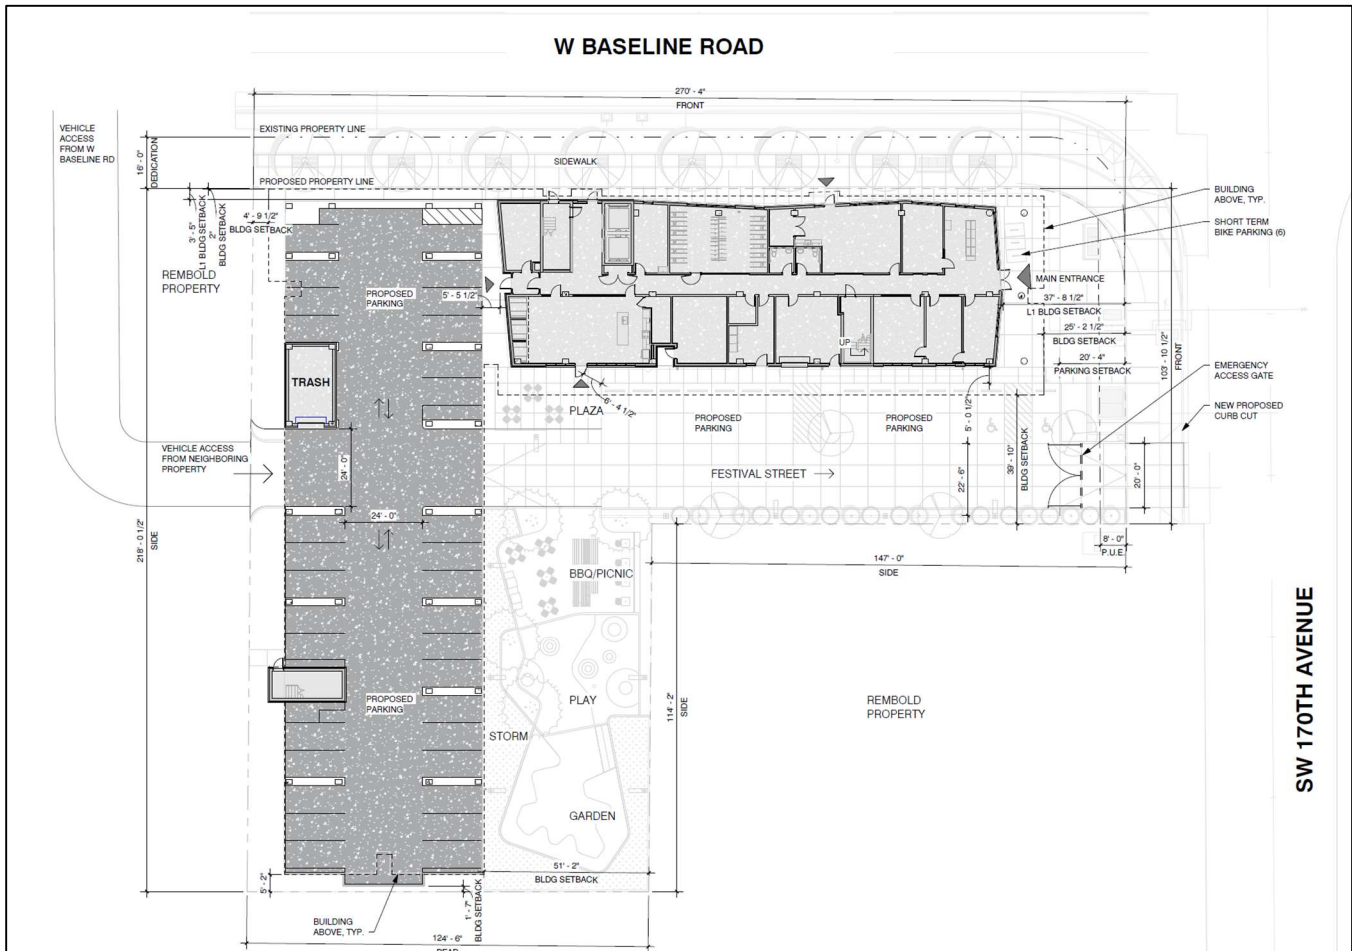 W BASELINE ROAD
270' - 4"
FRONT
VEHICLE
ACCESS
FROM W
BASELINE RD
16' - 0"
DEDICATION
EXISTING PROPERTY LINE
SIDEWALK
PROPOSED PROPERTY LINE
3' - 5"
L1 BLDG SETBACK
2"
BLDG SETBACK
4' - 9 1/2"
BLDG SETBACK
REMBOLD
PROPERTY
PROPOSED
PARKING
5' - 5 1/2"
BUILDING
ABOVE, TYP.
SHORT TERM
BIKE PARKING (6)
MAIN ENTRANCE
37' - 8 1/2"
L1 BLDG SETBACK
25' - 2 1/2"
BLDG SETBACK
20' - 4"
PARKING SETBACK
103' - 10 1/2"
FRONT
UP
EMERGENCY
ACCESS GATE
NEW PROPOSED
CURB CUT
TRASH
6' - 4 1/2"
PLAZA
PROPOSED
PARKING
PROPOSED
PARKING
5' - 0 1/2"
39' - 10"
BLDG SETBACK
VEHICLE ACCESS
FROM NEIGHBORING
PROPERTY
24' - 0"
FESTIVAL STREET
22' - 6"
20' - 0"
24' - 0"
218' - 0 1/2"
SIDE
8' - 0"
P.U.E.
147' - 0"
SIDE
BBQ/PICNIC
SW 170TH AVENUE
PROPOSED
PARKING
PLAY
114' - 2"
SIDE
REMBOLD
PROPERTY
STORM
GARDEN
51' - 2"
BLDG SETBACK
5' - 2"
1' - 7"
BLDG SETBACK
BUILDING
ABOVE, TYP.
124' - 6"
REAR